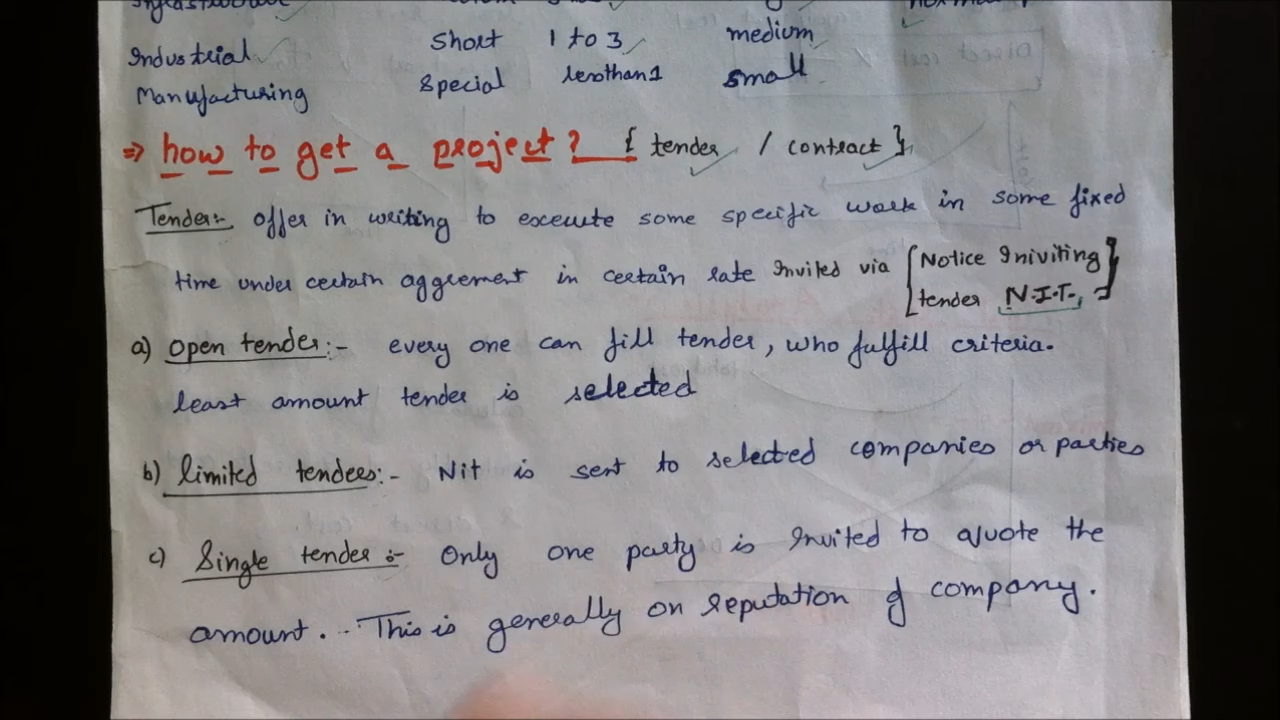 Industrial short 1 to 3 medium
Manufacturing special lessthan1 small
⇒ how to get a project? { tender / contract }
Tender:- offer in writing to excecute some specific work in some fixed
time under certain aggrement in certain rate Invited via [Notice Iniviting
tender N.I.T.]
a) open tender:- every one can fill tender, who fulfill criteria.
least amount tender is selected
b) limited tenders:- Nit is sent to selected companies or parties
c) Single tender :- Only one party is Invited to quote the
amount. This is generally on reputation of company.